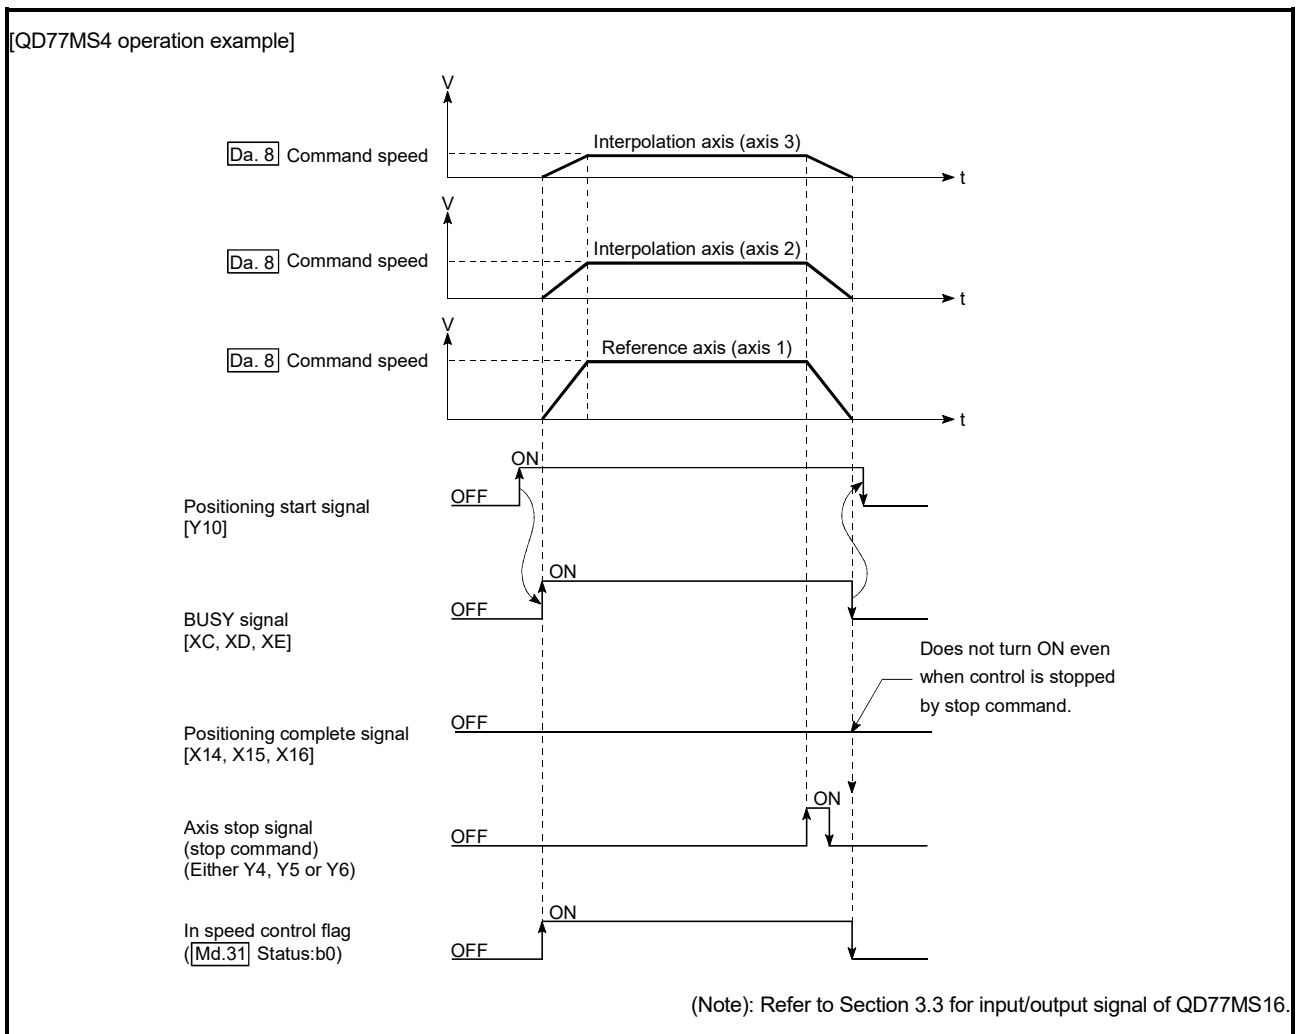 [QD77MS4 operation example]
V
Interpolation axis (axis 3)
Da. 8 Command speed
t
V
Interpolation axis (axis 2)
Da. 8 Command speed
t
V
Reference axis (axis 1)
Da. 8 Command speed
t
ON
OFF
Positioning start signal
[Y10]
ON
OFF
BUSY signal
[XC, XD, XE]
Does not turn ON even
when control is stopped
by stop command.
OFF
Positioning complete signal
[X14, X15, X16]
ON
Axis stop signal
OFF
(stop command)
(Either Y4, Y5 or Y6)
ON
In speed control flag
OFF
(Md.31 Status:b0)
(Note): Refer to Section 3.3 for input/output signal of QD77MS16.